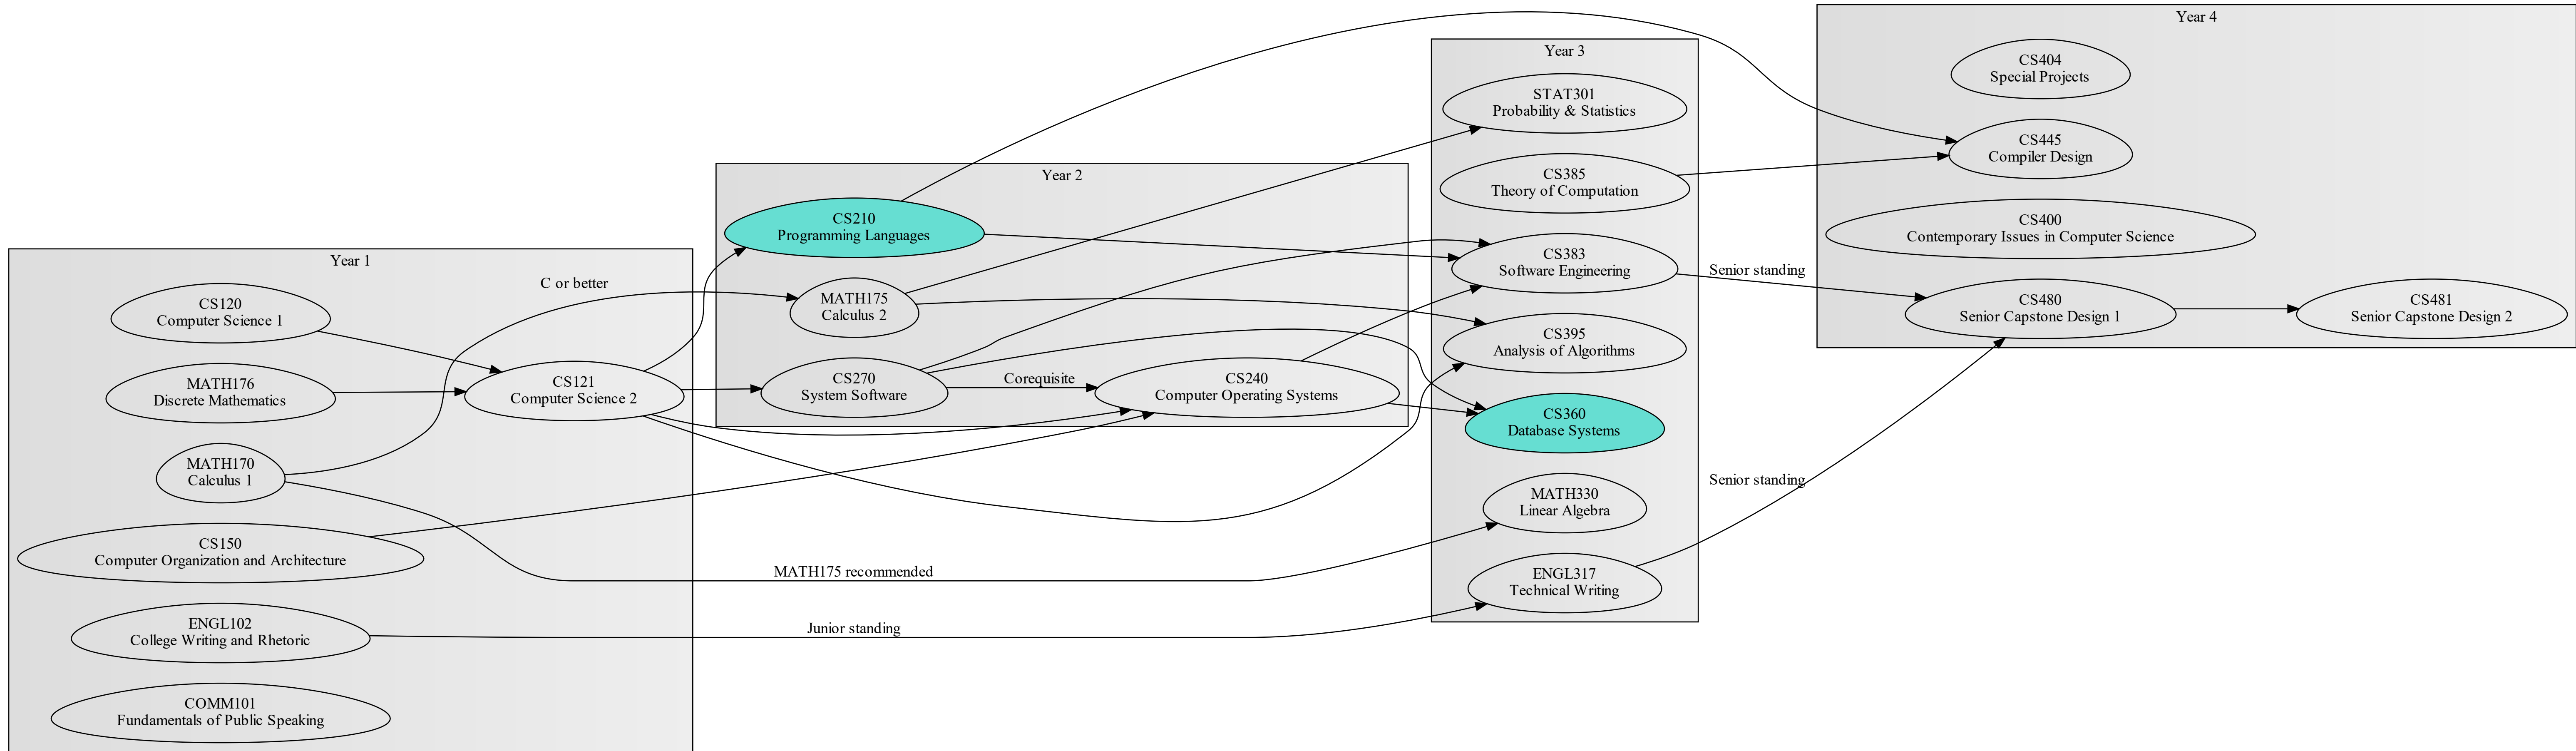 Year 1
CS120
Computer Science 1
MATH176
Discrete Mathematics
MATH170
Calculus 1
CS150
Computer Organization and Architecture
ENGL102
College Writing and Rhetoric
COMM101
Fundamentals of Public Speaking
CS121
Computer Science 2
C or better
MATH175 recommended
Junior standing
Year 2
CS210
Programming Languages
MATH175
Calculus 2
CS270
System Software
Corequisite
CS240
Computer Operating Systems
Year 3
STAT301
Probability & Statistics
CS385
Theory of Computation
CS383
Software Engineering
CS395
Analysis of Algorithms
CS360
Database Systems
MATH330
Linear Algebra
ENGL317
Technical Writing
Senior standing
Senior standing
Year 4
CS404
Special Projects
CS445
Compiler Design
CS400
Contemporary Issues in Computer Science
CS480
Senior Capstone Design 1
CS481
Senior Capstone Design 2